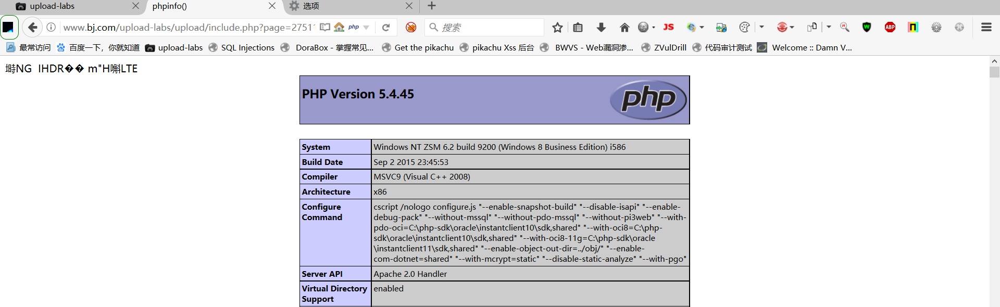 upload-labs
phpinfo()
选项
www.bj.com/upload-labs/upload/include.php?page=27511
php
搜索
JS
ABP
最常访问
百度一下，你就知道
upload-labs
SQL Injections
DoraBox - 掌握常见...
Get the pikachu
pikachu Xss 后台
BWVS - Web漏洞渗...
ZVulDrill
代码审计测试
Welcome :: Damn V...
塒NG IHDR�� m"H嘝LTE
PHP Version 5.4.45
php
System Windows NT ZSM 6.2 build 9200 (Windows 8 Business Edition) i586
Build Date Sep 2 2015 23:45:53
Compiler MSVC9 (Visual C++ 2008)
Architecture x86
Configure Command cscript /nologo configure.js "--enable-snapshot-build" "--disable-isapi" "--enable-
debug-pack" "--without-mssql" "--without-pdo-mssql" "--without-pi3web" "--with-
pdo-oci=C:\php-sdk\oracle\instantclient10\sdk,shared" "--with-oci8=C:\php-
sdk\oracle\instantclient10\sdk,shared" "--with-oci8-11g=C:\php-sdk\oracle
\instantclient11\sdk,shared" "--enable-object-out-dir=../obj/" "--enable-
com-dotnet=shared" "--with-mcrypt=static" "--disable-static-analyze" "--with-pgo"
Server API Apache 2.0 Handler
Virtual Directory Support enabled